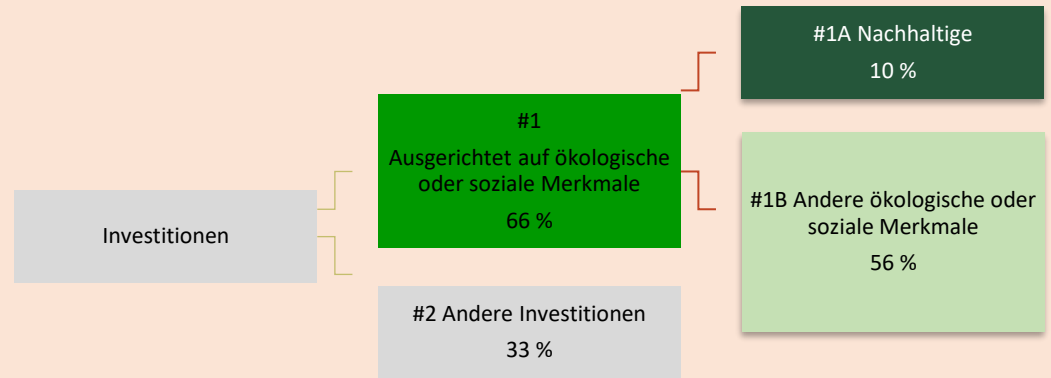 Investitionen
#1
Ausgerichtet auf ökologische
oder soziale Merkmale
66 %
#2 Andere Investitionen
33 %
#1A Nachhaltige
10 %
#1B Andere ökologische oder
soziale Merkmale
56 %